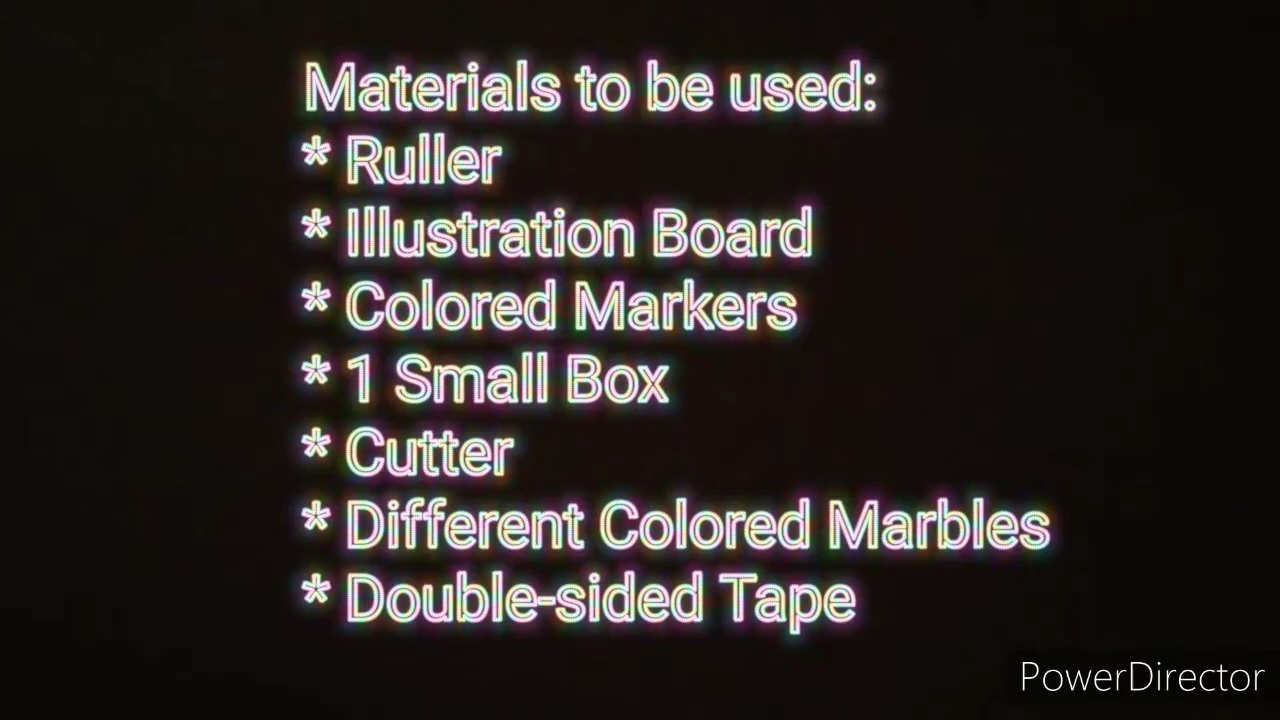 Materials to be used:
* Ruller
* Illustration Board
* Colored Markers
* 1 Small Box
* Cutter
* Different Colored Marbles
* Double-sided Tape
PowerDirector